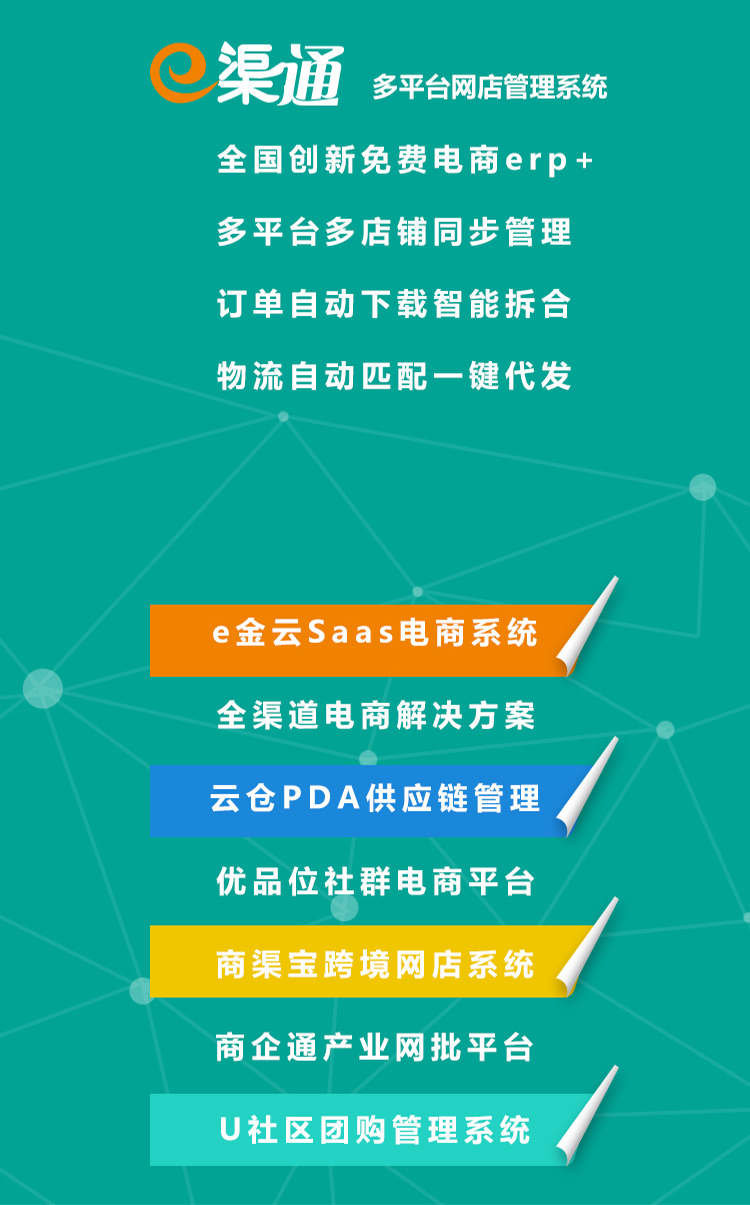 e渠通 多平台网店管理系统
全国创新免费电商erp+
多平台多店铺同步管理
订单自动下载智能拆合
物流自动匹配一键代发
e金云Saas电商系统
全渠道电商解决方案
云仓PDA供应链管理
优品位社群电商平台
商渠宝跨境网店系统
商企通产业网批平台
U社区团购管理系统